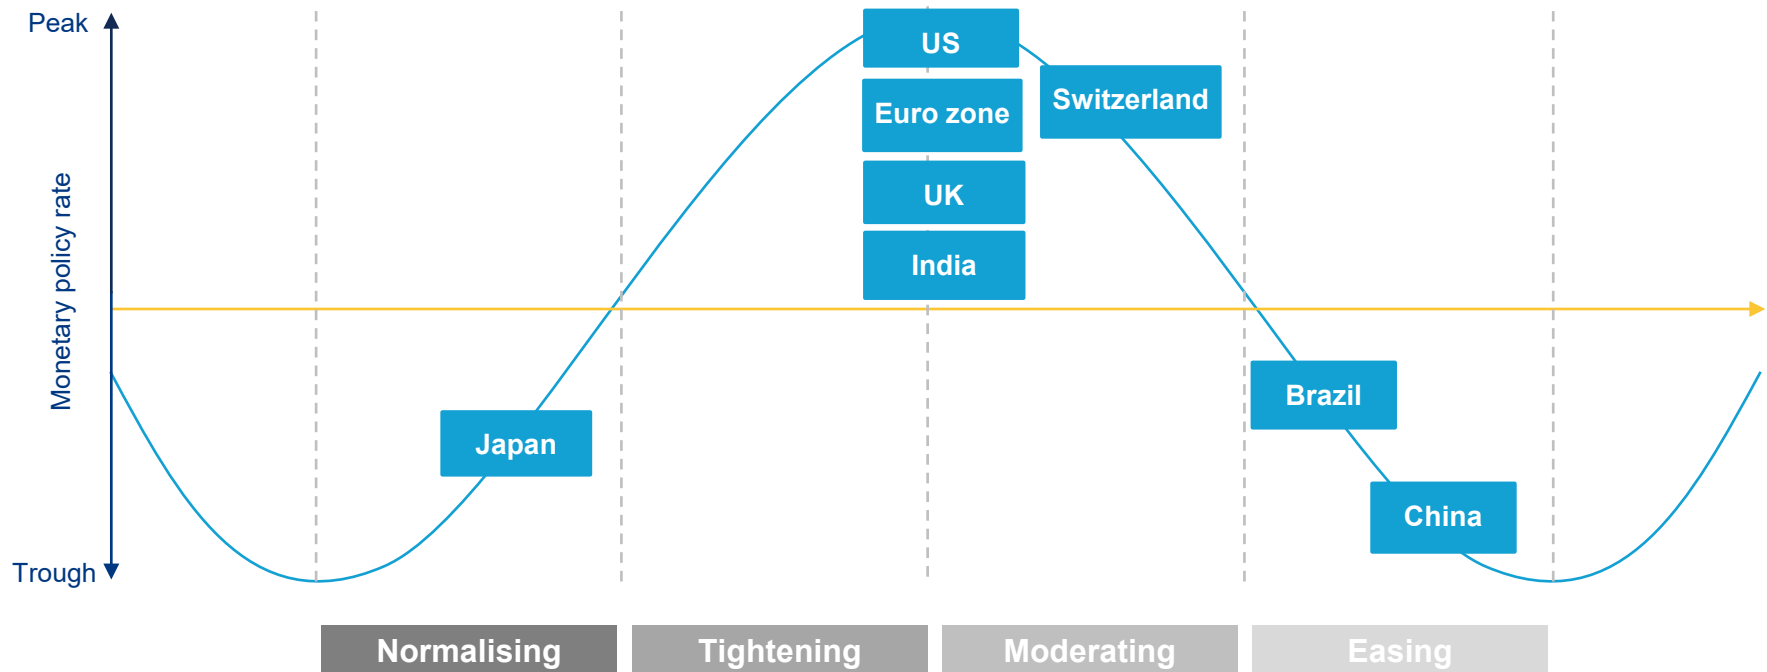 Peak
US
Switzerland
Euro zone
UK
India
Monetary policy rate
Brazil
Japan
China
Trough
Normalising
Tightening
Moderating
Easing